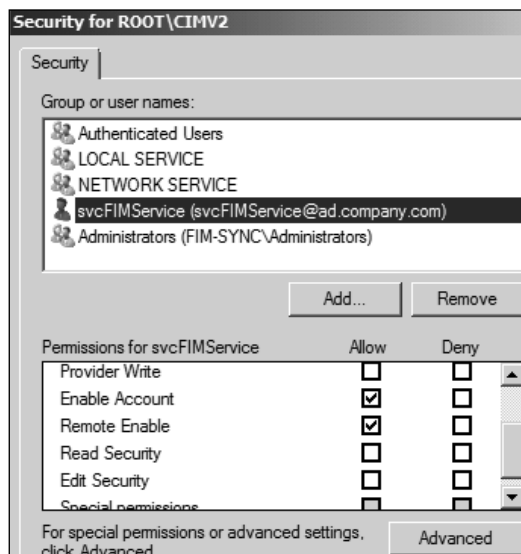 Security for ROOT\CIMV2
Security
Group or user names:
Authenticated Users
LOCAL SERVICE
NETWORK SERVICE
svcFIMService (svcFIMService@ad.company.com)
Administrators (FIM-SYNC\Administrators)
Add... Remove
Permissions for svcFIMService Allow Deny
Provider Write
Enable Account
Remote Enable
Read Security
Edit Security
Special permissions
For special permissions or advanced settings, Advanced
click Advanced